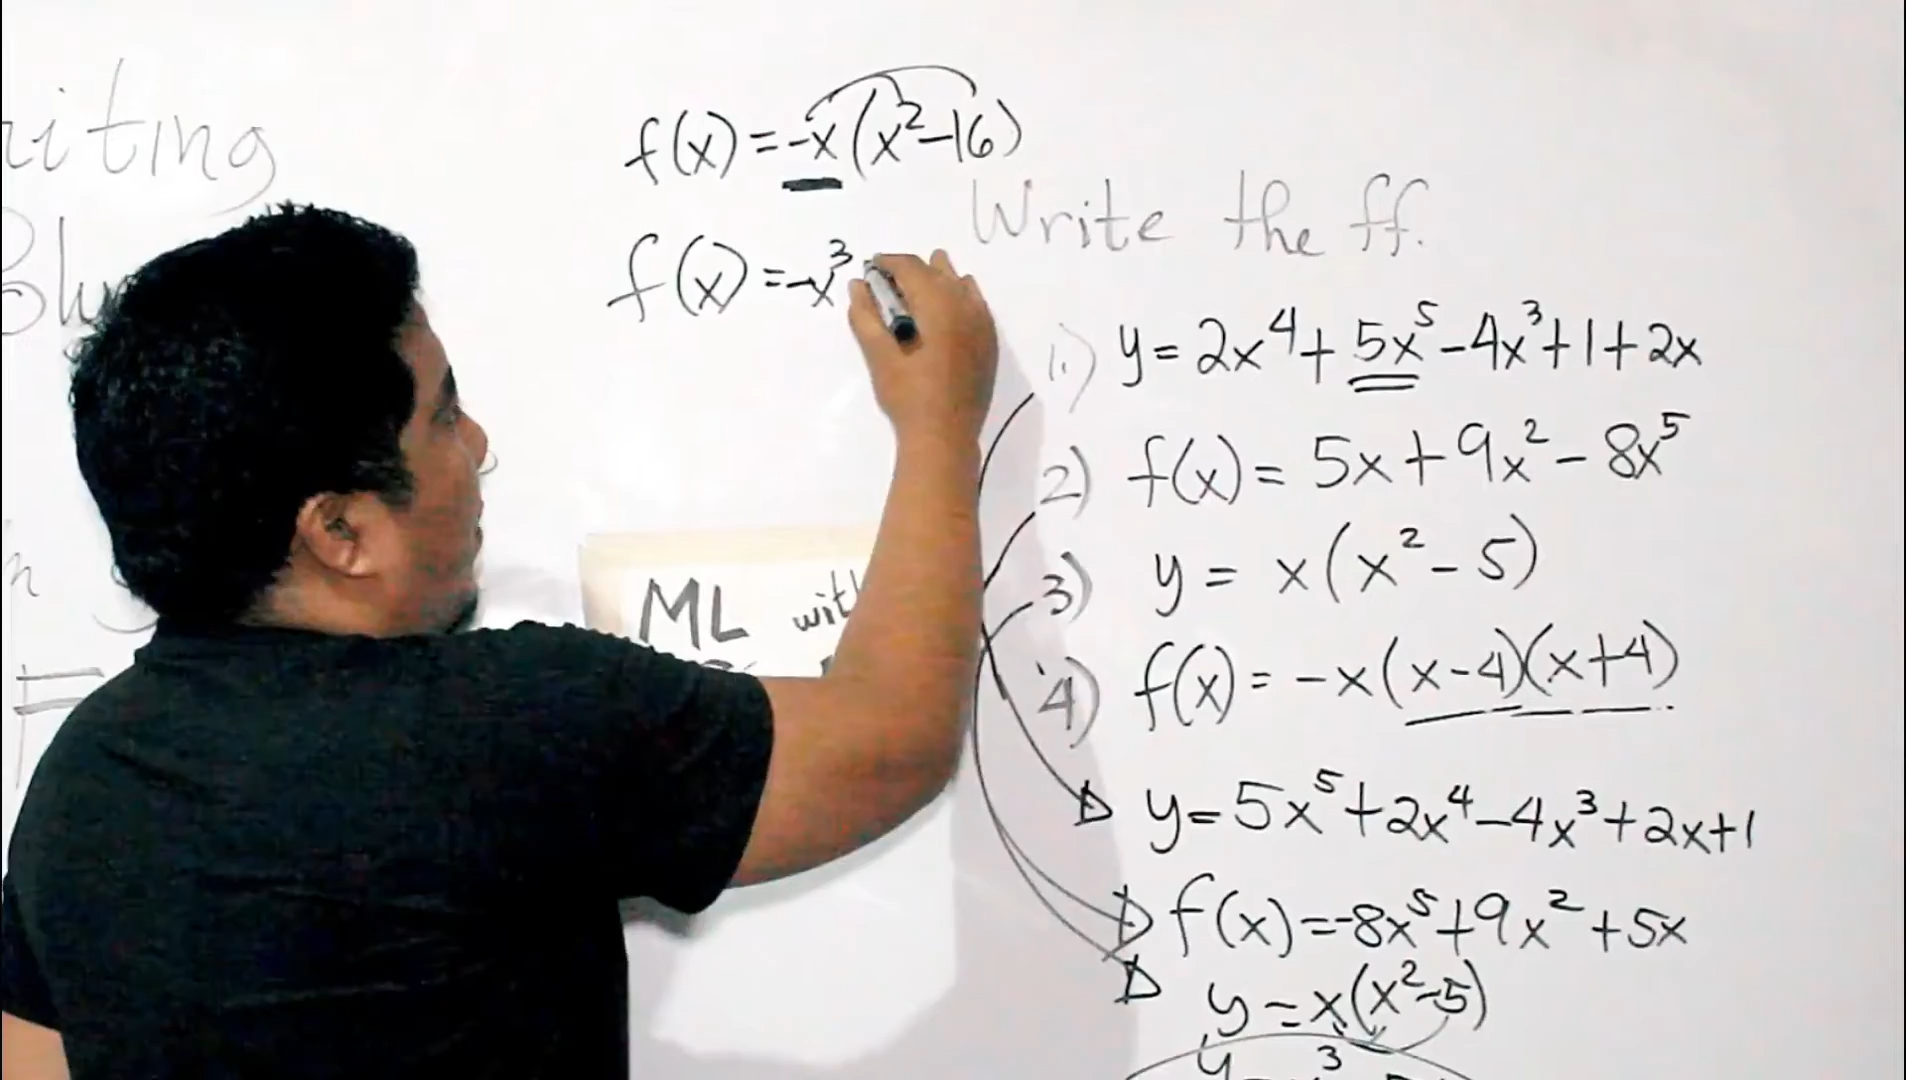 f(x) = -x(x²-16)
f(x) = -x³
Write the ff.
1.) y = 2x⁴ + 5x⁵ - 4x³ + 1 + 2x
2) f(x) = 5x + 9x² - 8x⁵
3) y = x(x² - 5)
4) f(x) = -x(x-4)(x+4)
y = 5x⁵ + 2x⁴ - 4x³ + 2x + 1
f(x) = -8x⁵ + 9x² + 5x
y = x(x²-5)
ML